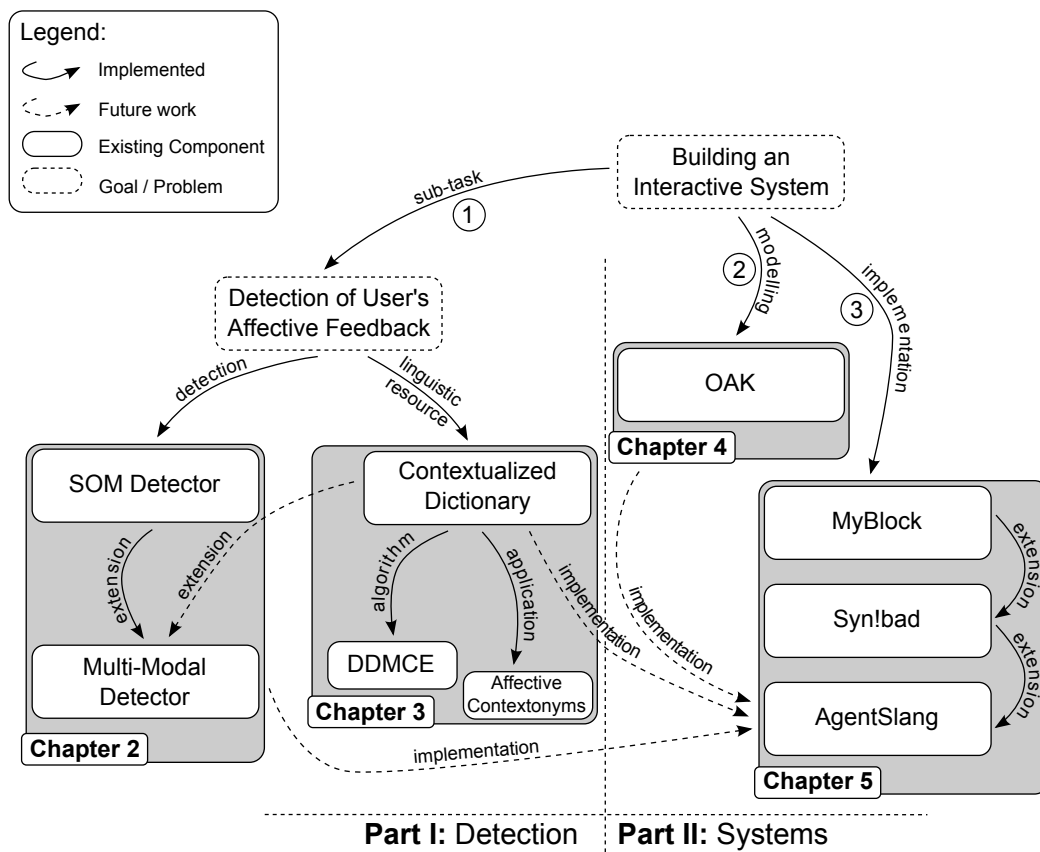 Legend:
Implemented
Future work
Existing Component
Goal / Problem
Building an
Interactive System
sub-task
1
modelling
2
implementation
3
Detection of User's
Affective Feedback
detection
linguistic
resource
OAK
Chapter 4
SOM Detector
extension
Multi-Modal
Detector
Chapter 2
Contextualized
Dictionary
extension
algorithm
application
DDMCE
Affective
Contextonyms
Chapter 3
implementation
implementation
implementation
MyBlock
extension
Syn!bad
extension
AgentSlang
Chapter 5
Part I: Detection
Part II: Systems